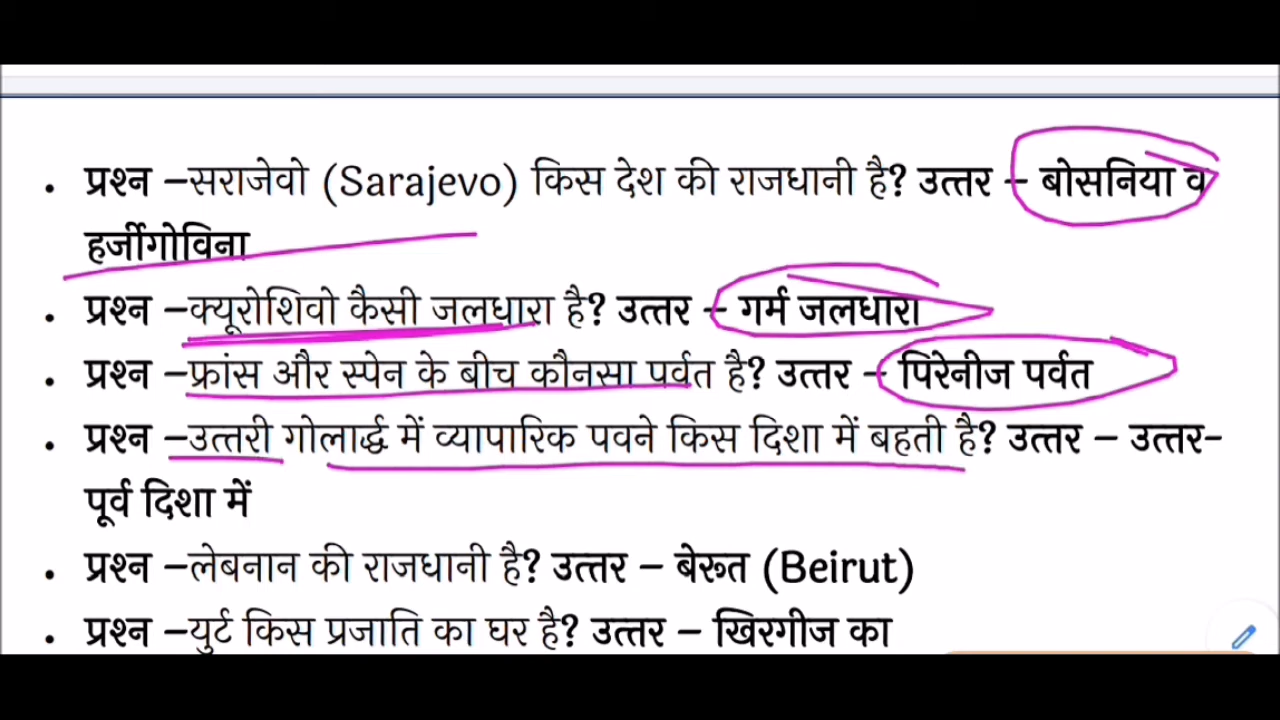 • प्रश्न –सराजेवो (Sarajevo) किस देश की राजधानी है? उत्तर – बोसनिया व
हर्जीगोविना
• प्रश्न –क्यूरोशिवो कैसी जलधारा है? उत्तर – गर्म जलधारा
• प्रश्न –फ्रांस और स्पेन के बीच कौनसा पर्वत है? उत्तर – पिरेनीज पर्वत
• प्रश्न –उत्तरी गोलार्द्ध में व्यापारिक पवने किस दिशा में बहती है? उत्तर – उत्तर-
पूर्व दिशा में
• प्रश्न –लेबनान की राजधानी है? उत्तर – बेरूत (Beirut)
• प्रश्न –युर्ट किस प्रजाति का घर है? उत्तर – खिरगीज का